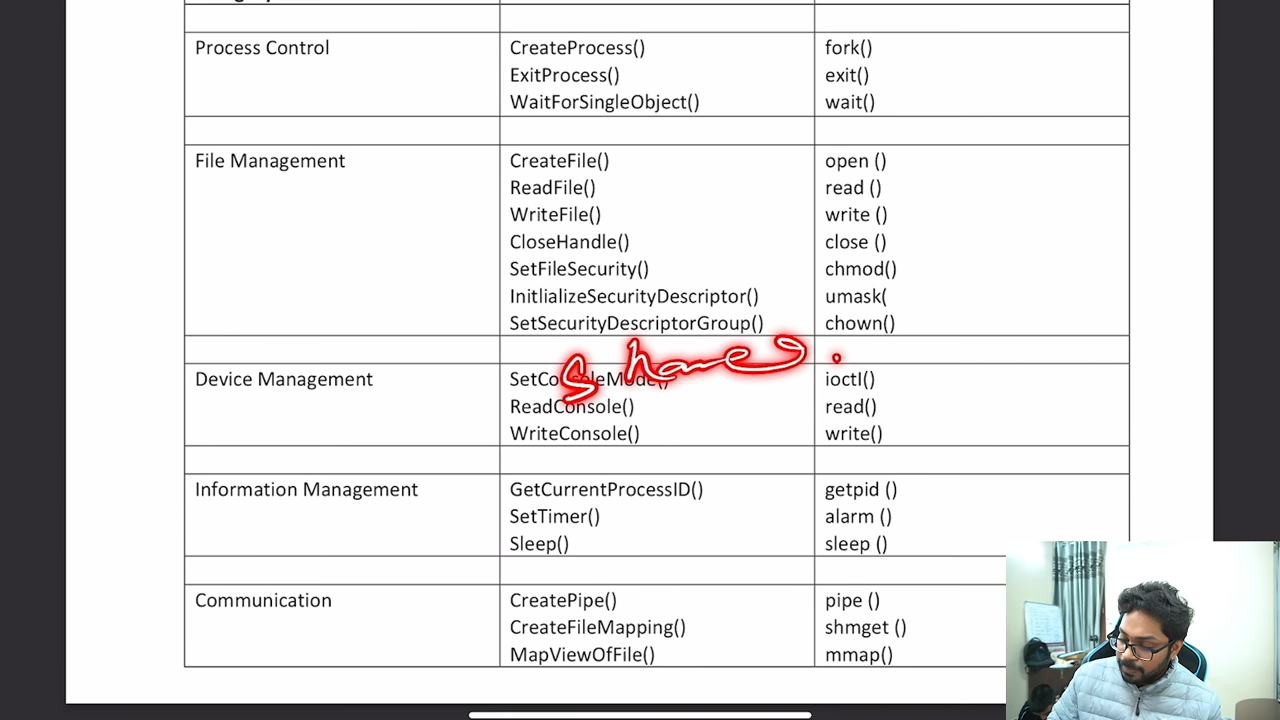 Process Control CreateProcess() fork()
ExitProcess() exit()
WaitForSingleObject() wait()
File Management CreateFile() open ()
ReadFile() read ()
WriteFile() write ()
CloseHandle() close ()
SetFileSecurity() chmod()
InitlializeSecurityDescriptor() umask(
SetSecurityDescriptorGroup() chown()
Device Management SetConsoleMode() ioctl()
ReadConsole() read()
WriteConsole() write()
Information Management GetCurrentProcessID() getpid ()
SetTimer() alarm ()
Sleep() sleep ()
Communication CreatePipe() pipe ()
CreateFileMapping() shmget ()
MapViewOfFile() mmap()